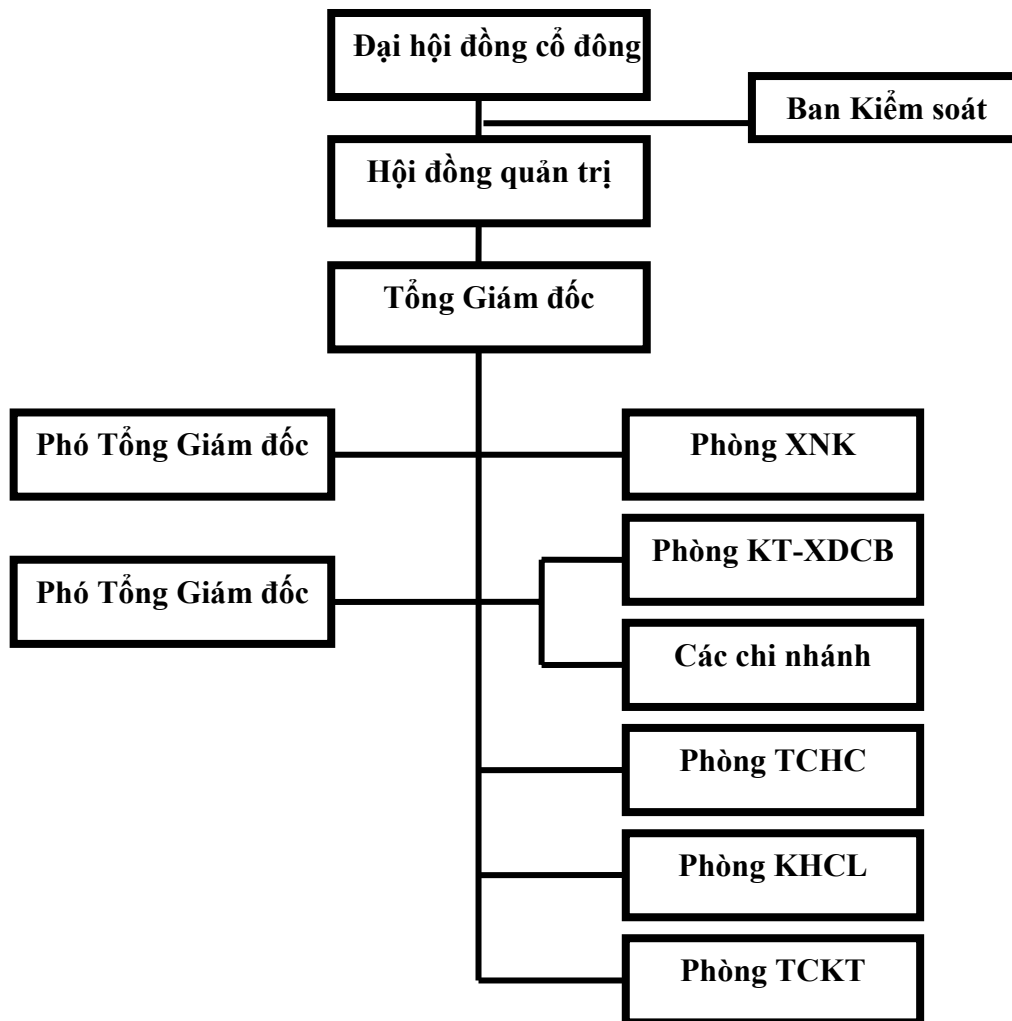 Đại hội đồng cổ đông
Ban Kiểm soát
Hội đồng quản trị
Tổng Giám đốc
Phó Tổng Giám đốc
Phòng XNK
Phòng KT-XDCB
Phó Tổng Giám đốc
Các chi nhánh
Phòng TCHC
Phòng KHCL
Phòng TCKT